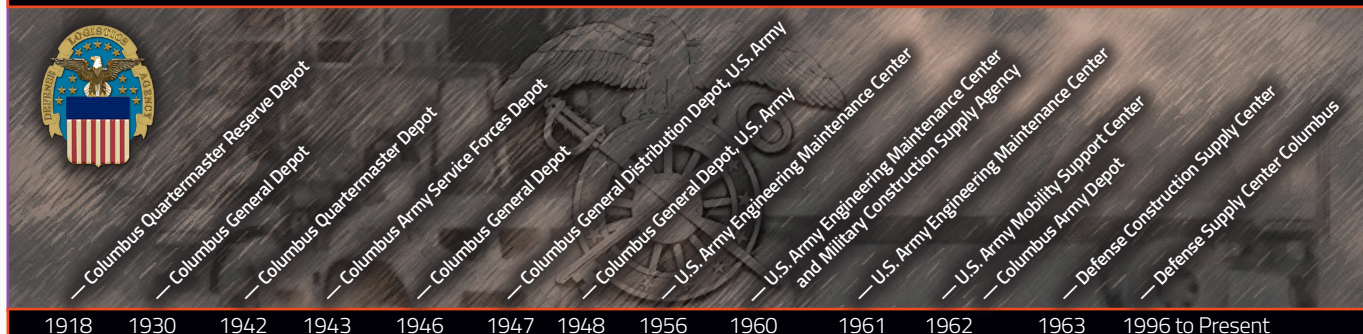 DEFENSE LOGISTICS AGENCY
— Columbus Quartermaster Reserve Depot
— Columbus General Depot
— Columbus Quartermaster Depot
— Columbus Army Service Forces Depot
— Columbus General Depot
— Columbus General Distribution Depot, U.S. Army
— Columbus General Depot, U.S. Army
— U.S. Army Engineering Maintenance Center
— U.S. Army Engineering Maintenance Center
and Military Construction Supply Agency
— U.S. Army Engineering Maintenance Center
— U.S. Army Mobility Support Center
— Columbus Army Depot
— Defense Construction Supply Center
— Defense Supply Center Columbus
1918 1930 1942 1943 1946 1947 1948 1956 1960 1961 1962 1963 1996 to Present